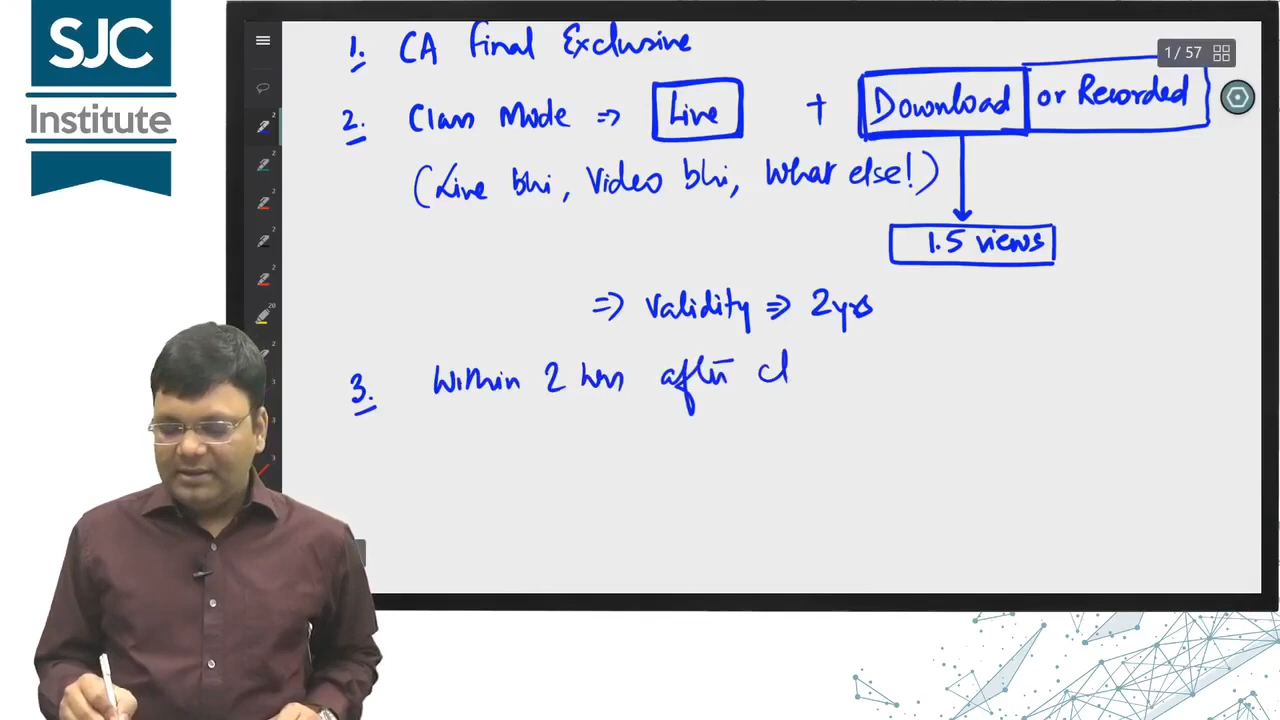 SJC
Institute
1/57
1. CA Final Exclusive
2. Class Mode => Live + Download or Recorded
(Live bhi, Video bhi, What else!)
1.5 views
=> Validity => 2yrs
3. Within 2 hrs after cl